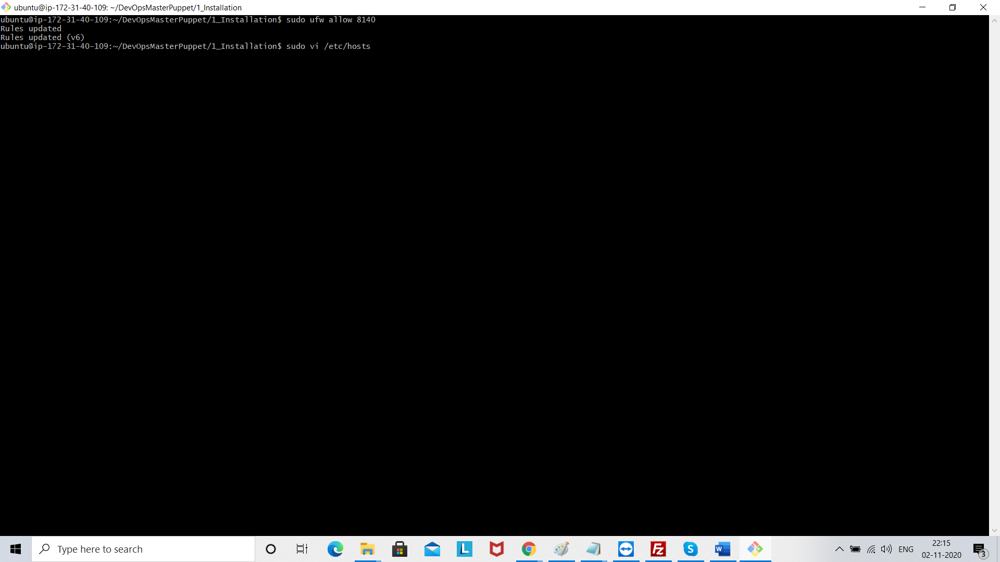 ubuntu@ip-172-31-40-109: ~/DevOpsMasterPuppet/1_Installation
ubuntu@ip-172-31-40-109:~/DevOpsMasterPuppet/1_Installation$ sudo ufw allow 8140
Rules updated
Rules updated (v6)
ubuntu@ip-172-31-40-109:~/DevOpsMasterPuppet/1_Installation$ sudo vi /etc/hosts
Type here to search
L
FZ
S
W
ENG
22:15
02-11-2020
3